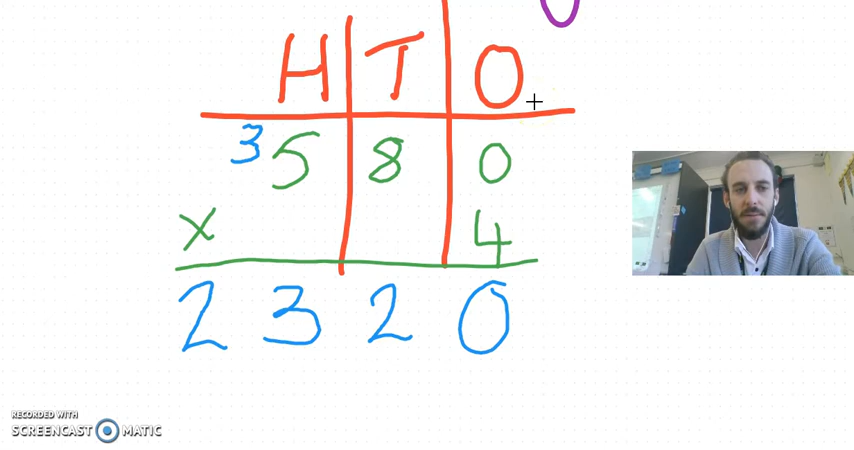 H T O
3 5 8 0
x 4
2 3 2 0
RECORDED WITH
SCREENCAST MATIC